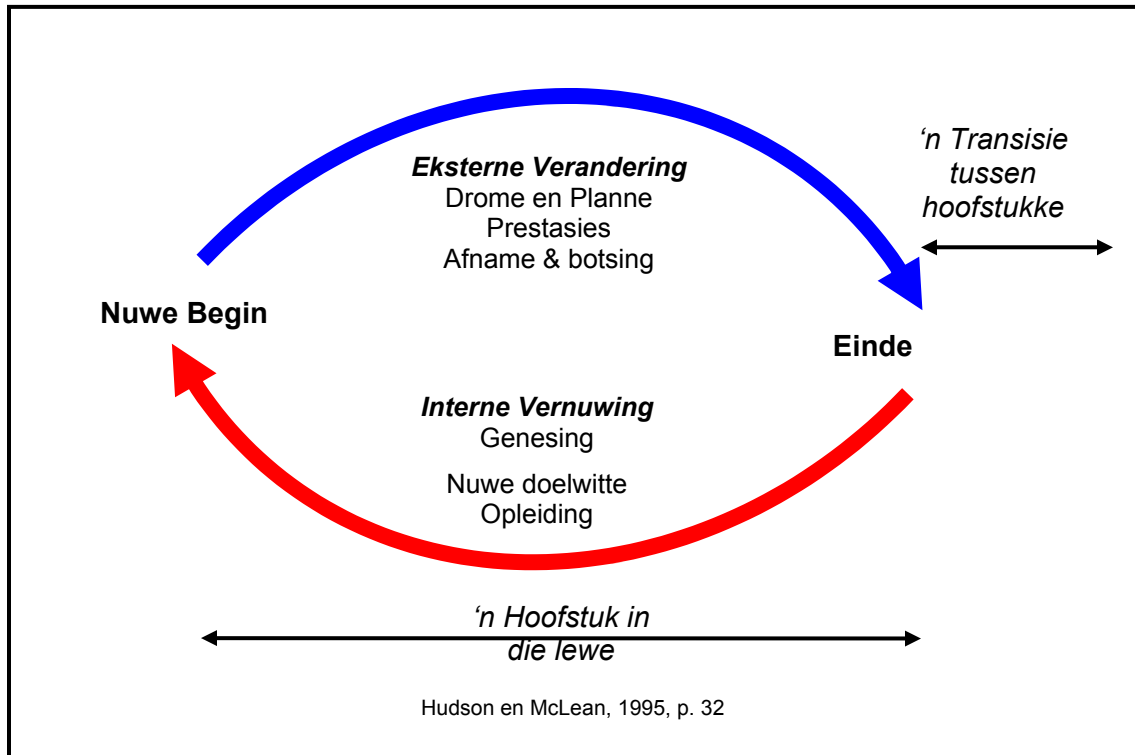 ‘n Transisie
tussen
hoofstukke
Eksterne Verandering
Drome en Planne
Prestasies
Afname & botsing
Nuwe Begin
Einde
Interne Vernuwing
Genesing
Nuwe doelwitte
Opleiding
‘n Hoofstuk in
die lewe
Hudson en McLean, 1995, p. 32